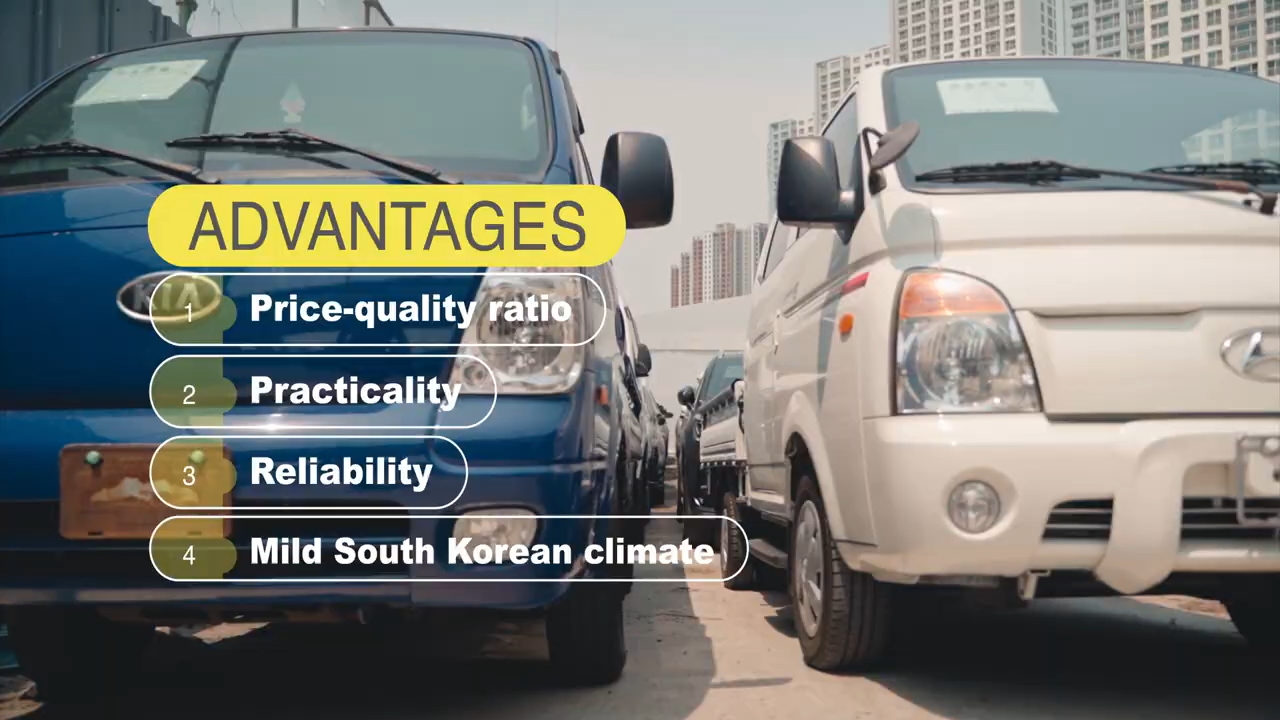 ADVANTAGES
KIA
1 Price-quality ratio
2 Practicality
3 Reliability
4 Mild South Korean climate